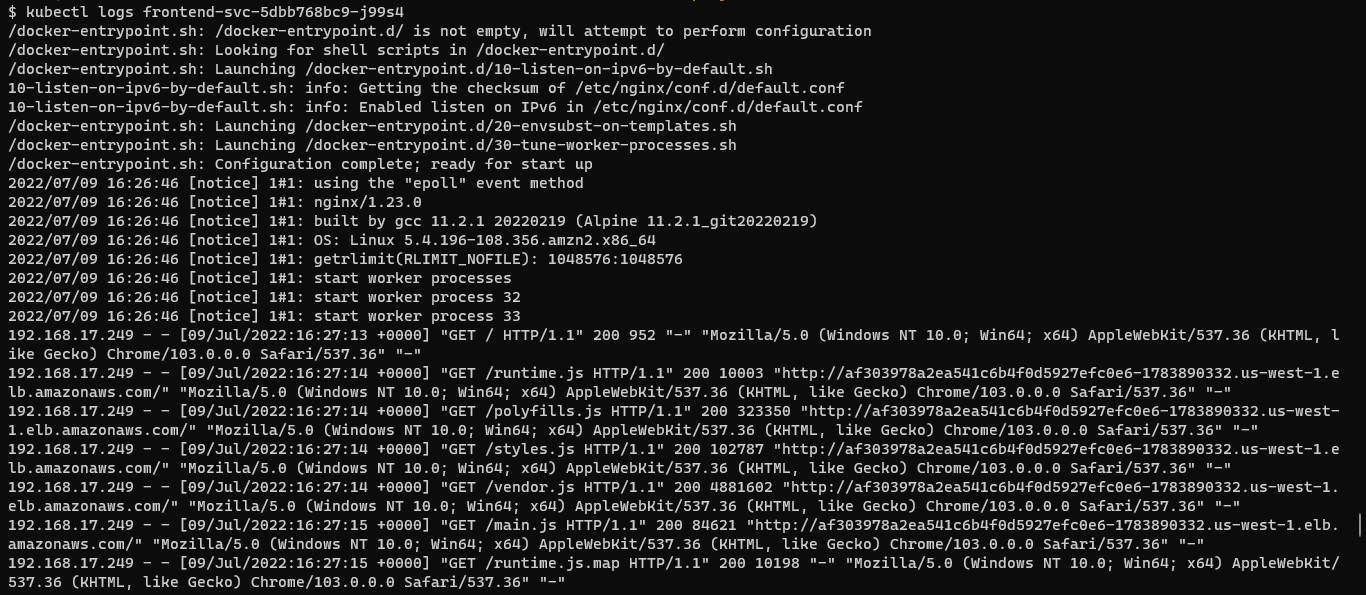 $ kubectl logs frontend-svc-5dbb768bc9-j99s4
/docker-entrypoint.sh: /docker-entrypoint.d/ is not empty, will attempt to perform configuration
/docker-entrypoint.sh: Looking for shell scripts in /docker-entrypoint.d/
/docker-entrypoint.sh: Launching /docker-entrypoint.d/10-listen-on-ipv6-by-default.sh
10-listen-on-ipv6-by-default.sh: info: Getting the checksum of /etc/nginx/conf.d/default.conf
10-listen-on-ipv6-by-default.sh: info: Enabled listen on IPv6 in /etc/nginx/conf.d/default.conf
/docker-entrypoint.sh: Launching /docker-entrypoint.d/20-envsubst-on-templates.sh
/docker-entrypoint.sh: Launching /docker-entrypoint.d/30-tune-worker-processes.sh
/docker-entrypoint.sh: Configuration complete; ready for start up
2022/07/09 16:26:46 [notice] 1#1: using the "epoll" event method
2022/07/09 16:26:46 [notice] 1#1: nginx/1.23.0
2022/07/09 16:26:46 [notice] 1#1: built by gcc 11.2.1 20220219 (Alpine 11.2.1_git20220219)
2022/07/09 16:26:46 [notice] 1#1: OS: Linux 5.4.196-108.356.amzn2.x86_64
2022/07/09 16:26:46 [notice] 1#1: getrlimit(RLIMIT_NOFILE): 1048576:1048576
2022/07/09 16:26:46 [notice] 1#1: start worker processes
2022/07/09 16:26:46 [notice] 1#1: start worker process 32
2022/07/09 16:26:46 [notice] 1#1: start worker process 33
192.168.17.249 - - [09/Jul/2022:16:27:13 +0000] "GET / HTTP/1.1" 200 952 "-" "Mozilla/5.0 (Windows NT 10.0; Win64; x64) AppleWebKit/537.36 (KHTML, l
ike Gecko) Chrome/103.0.0.0 Safari/537.36" "-"
192.168.17.249 - - [09/Jul/2022:16:27:14 +0000] "GET /runtime.js HTTP/1.1" 200 10003 "http://af303978a2ea541c6b4f0d5927efc0e6-1783890332.us-west-1.e
lb.amazonaws.com/" "Mozilla/5.0 (Windows NT 10.0; Win64; x64) AppleWebKit/537.36 (KHTML, like Gecko) Chrome/103.0.0.0 Safari/537.36" "-"
192.168.17.249 - - [09/Jul/2022:16:27:14 +0000] "GET /polyfills.js HTTP/1.1" 200 323350 "http://af303978a2ea541c6b4f0d5927efc0e6-1783890332.us-west-
1.elb.amazonaws.com/" "Mozilla/5.0 (Windows NT 10.0; Win64; x64) AppleWebKit/537.36 (KHTML, like Gecko) Chrome/103.0.0.0 Safari/537.36" "-"
192.168.17.249 - - [09/Jul/2022:16:27:14 +0000] "GET /styles.js HTTP/1.1" 200 102787 "http://af303978a2ea541c6b4f0d5927efc0e6-1783890332.us-west-1.e
lb.amazonaws.com/" "Mozilla/5.0 (Windows NT 10.0; Win64; x64) AppleWebKit/537.36 (KHTML, like Gecko) Chrome/103.0.0.0 Safari/537.36" "-"
192.168.17.249 - - [09/Jul/2022:16:27:14 +0000] "GET /vendor.js HTTP/1.1" 200 4881602 "http://af303978a2ea541c6b4f0d5927efc0e6-1783890332.us-west-1.
elb.amazonaws.com/" "Mozilla/5.0 (Windows NT 10.0; Win64; x64) AppleWebKit/537.36 (KHTML, like Gecko) Chrome/103.0.0.0 Safari/537.36" "-"
192.168.17.249 - - [09/Jul/2022:16:27:15 +0000] "GET /main.js HTTP/1.1" 200 84621 "http://af303978a2ea541c6b4f0d5927efc0e6-1783890332.us-west-1.elb.
amazonaws.com/" "Mozilla/5.0 (Windows NT 10.0; Win64; x64) AppleWebKit/537.36 (KHTML, like Gecko) Chrome/103.0.0.0 Safari/537.36" "-"
192.168.17.249 - - [09/Jul/2022:16:27:15 +0000] "GET /runtime.js.map HTTP/1.1" 200 10198 "-" "Mozilla/5.0 (Windows NT 10.0; Win64; x64) AppleWebKit/
537.36 (KHTML, like Gecko) Chrome/103.0.0.0 Safari/537.36" "-"